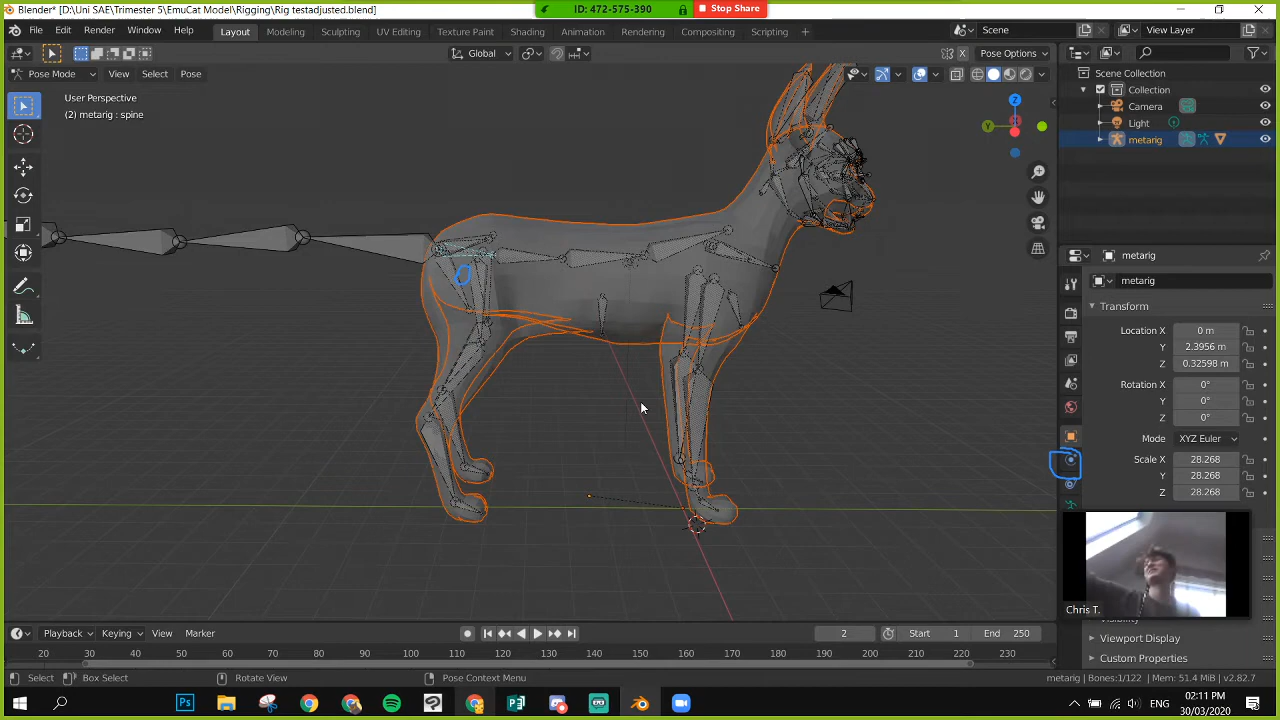 Blender* [D:\Uni SAE\Trimester 5\EmuCat Model\Rigging\Rig testadjusted.blend]
ID: 472-575-390
Stop Share
File Edit Render Window Help
Layout Modeling Sculpting UV Editing Texture Paint Shading Animation Rendering Compositing Scripting +
Scene
View Layer
Global
Pose Options
Pose Mode View Select Pose
User Perspective
(2) metarig : spine
Z
Y
Scene Collection
Collection
Camera
Light
metarig
metarig
metarig
Transform
Location X 0 m
Y 2.3956 m
Z 0.32598 m
Rotation X 0°
Y 0°
Z 0°
Mode XYZ Euler
Scale X 28.268
Y 28.268
Z 28.268
Chris T.
Viewport Display
Custom Properties
Playback Keying View Marker
2
Start 1
End 250
20 30 40 50 60 70 80 90 100 110 120 130 140 150 160 170 180 190 200 210 220 230
Select
Box Select
Rotate View
Pose Context Menu
metarig | Bones:1/122 | Mem: 51.4 MiB | v2.82.7
Ps
ENG
02:11 PM
30/03/2020